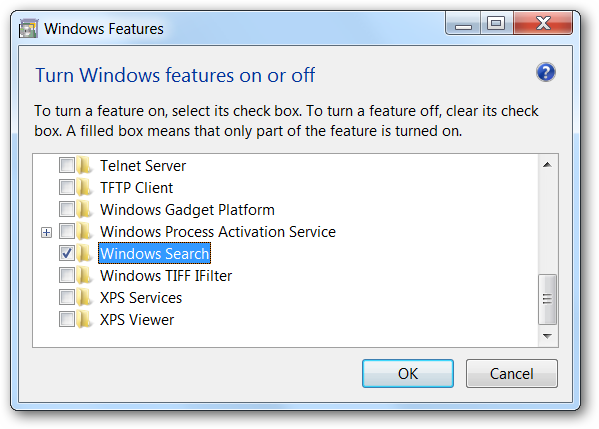 Windows Features
Turn Windows features on or off
To turn a feature on, select its check box. To turn a feature off, clear its check
box. A filled box means that only part of the feature is turned on.
Telnet Server
TFTP Client
Windows Gadget Platform
Windows Process Activation Service
Windows Search
Windows TIFF IFilter
XPS Services
XPS Viewer
OK
Cancel